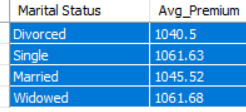 Marital Status Avg_Premium
Divorced 1040.5
Single 1061.63
Married 1045.52
Widowed 1061.68